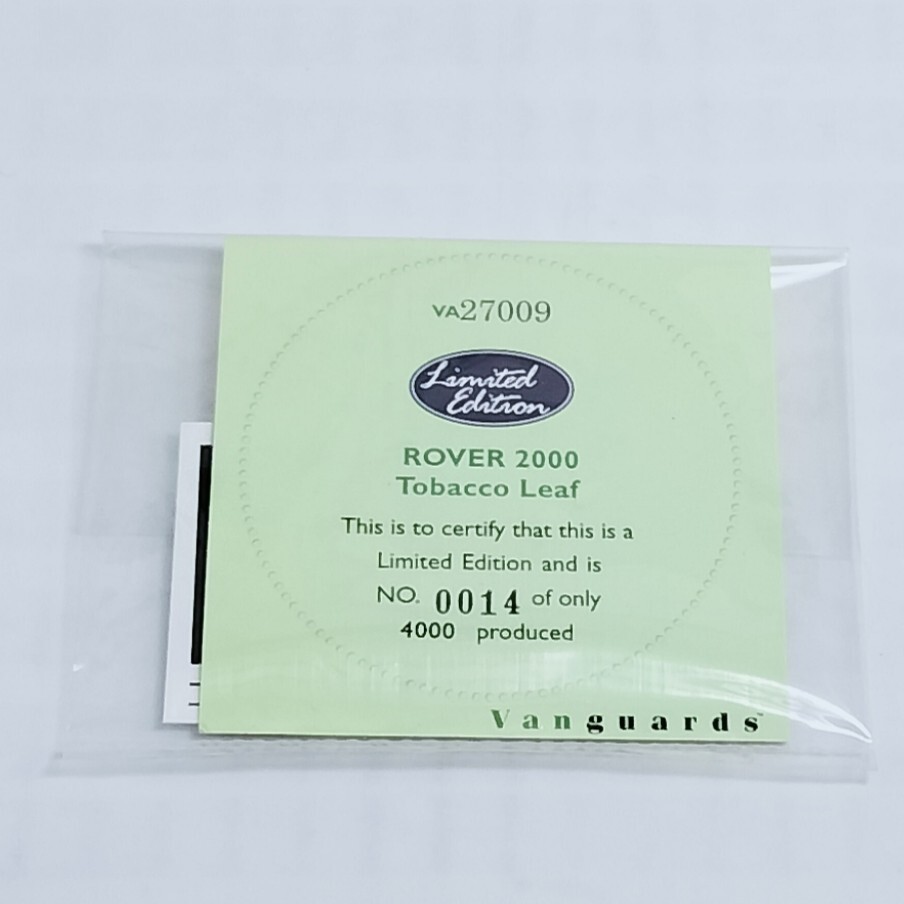 VA27009
Limited
Edition
ROVER 2000
Tobacco Leaf
This is to certify that this is a
Limited Edition and is
NO. 0014 of only
4000 produced
Vanguards™